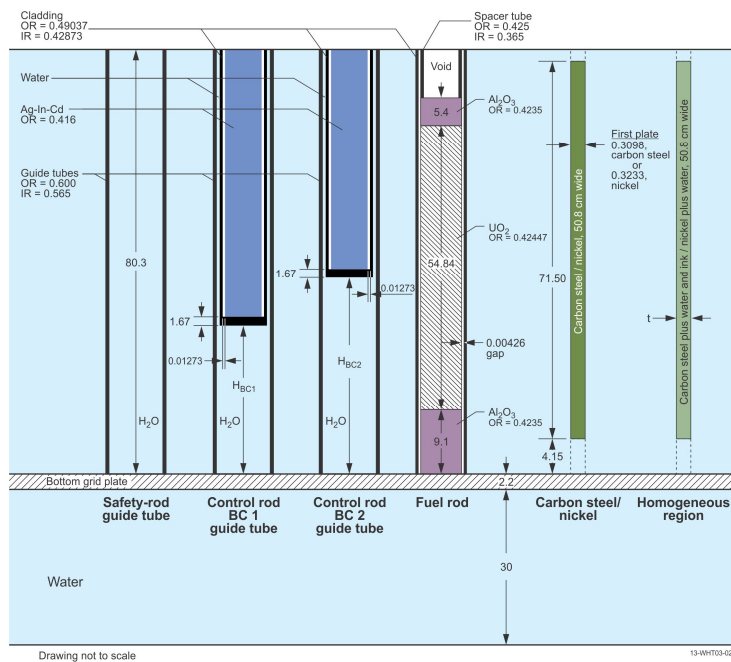 Cladding
OR = 0.49037
IR = 0.42873
Spacer tube
OR = 0.425
IR = 0.365
Water
Ag-In-Cd
OR = 0.416
Guide tubes
OR = 0.600
IR = 0.565
Void
5.4
Al2O3
OR = 0.4235
First plate
0.3098,
carbon steel
or
0.3233,
nickel
UO2
OR = 0.42447
80.3
54.84
71.50
Carbon steel/ nickel, 50.8 cm wide
Carbon steel plus water and ink / nickel plus water, 50.8 cm wide
1.67
0.01273
1.67
0.01273
t
0.00426
gap
HBC1
HBC2
H2O
H2O
H2O
Al2O3
OR = 0.4235
9.1
4.15
Bottom grid plate
2.2
Safety-rod
guide tube
Control rod
BC 1
guide tube
Control rod
BC 2
guide tube
Fuel rod
Carbon steel/
nickel
Homogeneous
region
30
Water
Drawing not to scale